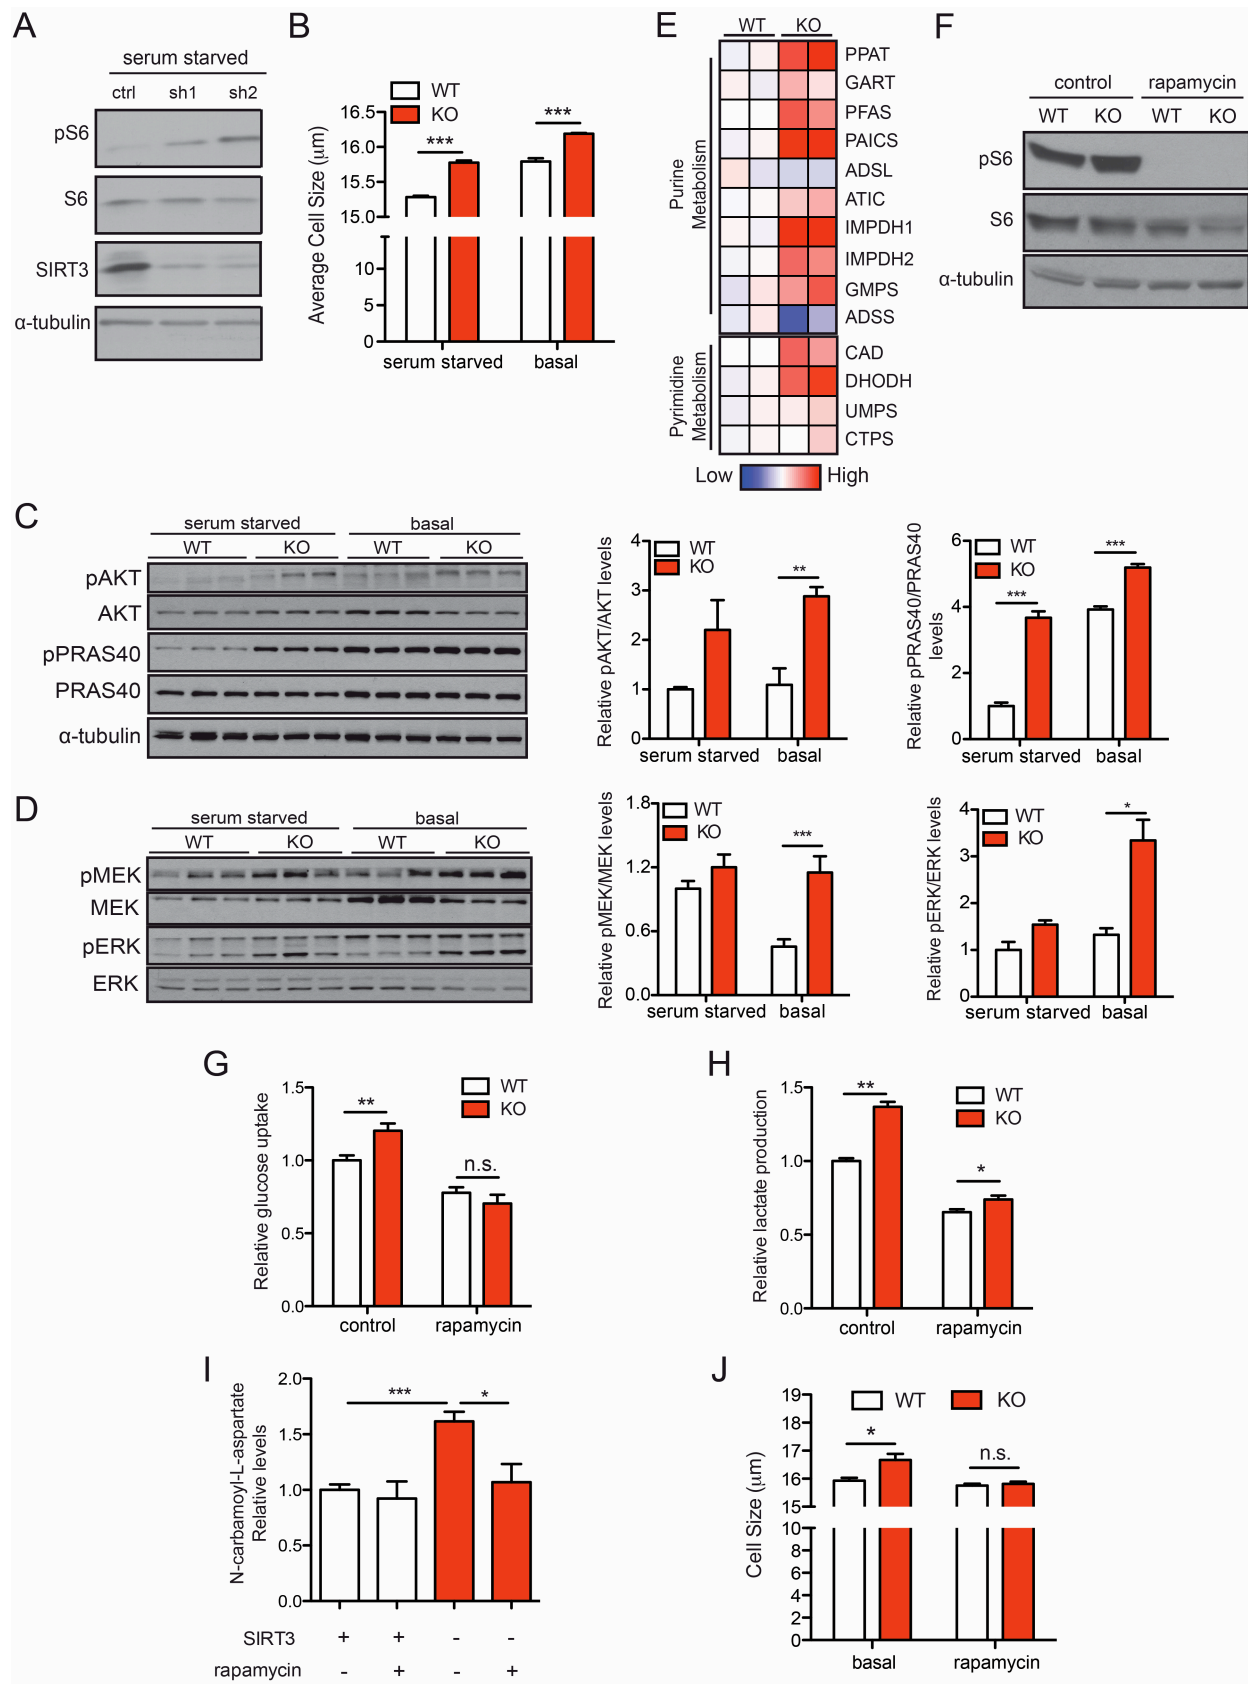 A
serum starved
ctrl sh1 sh2
pS6
S6
SIRT3
α-tubulin
B
WT
KO
Average Cell Size (μm)
16.5
16.0
15.5
15.0
10
5
0
***
***
serum starved basal
E
WT KO
Purine
Metabolism
PPAT
GART
PFAS
PAICS
ADSL
ATIC
IMPDH1
IMPDH2
GMPS
ADSS
Pyrimidine
Metabolism
CAD
DHODH
UMPS
CTPS
Low High
F
control rapamycin
WT KO WT KO
pS6
S6
α-tubulin
C
serum starved basal
WT KO WT KO
pAKT
AKT
pPRAS40
PRAS40
α-tubulin
Relative pAKT/AKT levels
4
3
2
1
0
WT
KO
**
serum starved basal
Relative pPRAS40/PRAS40
levels
6
4
2
0
WT
KO
***
***
serum starved basal
D
serum starved basal
WT KO WT KO
pMEK
MEK
pERK
ERK
Relative pMEK/MEK levels
1.8
1.2
0.6
0.0
WT
KO
***
serum starved basal
Relative pERK/ERK levels
4
3
2
1
0
WT
KO
*
serum starved basal
G
Relative glucose uptake
1.5
1.0
0.5
0.0
WT
KO
**
n.s.
control rapamycin
H
Relative lactate production
1.5
1.0
0.5
0.0
WT
KO
**
*
control rapamycin
I
N-carbamoyl-L-aspartate
Relative levels
2.0
1.5
1.0
0.5
0.0
***
*
SIRT3 + + - -
rapamycin - + - +
J
Cell Size (μm)
19
18
17
16
15
10
8
6
4
2
0
WT KO
*
n.s.
basal rapamycin